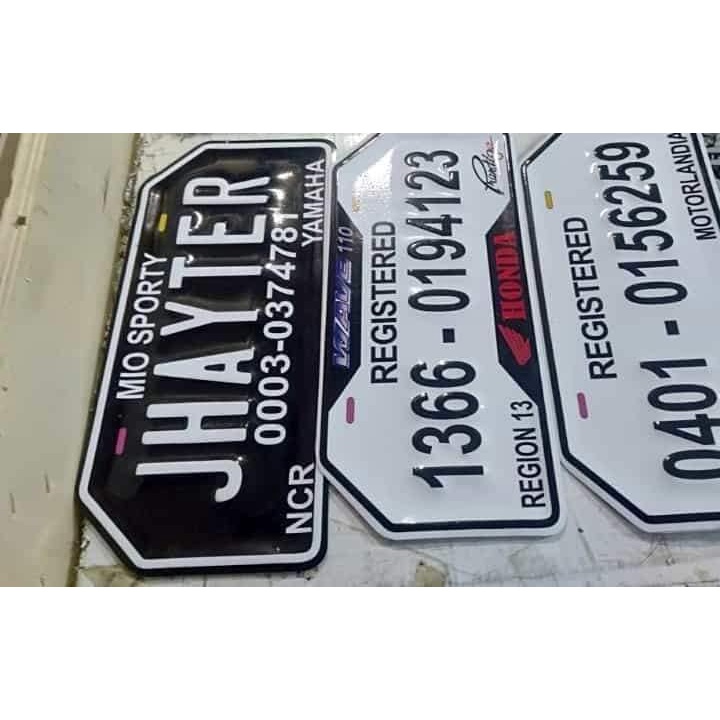 MIO SPORTY
JHAYTER
0003-0374781
NCR
YAMAHA
WAVE 110
REGISTERED
1366 - 0194123
REGION 13
HONDA
REGISTERED
0401 - 0156259
MOTORLANDIA